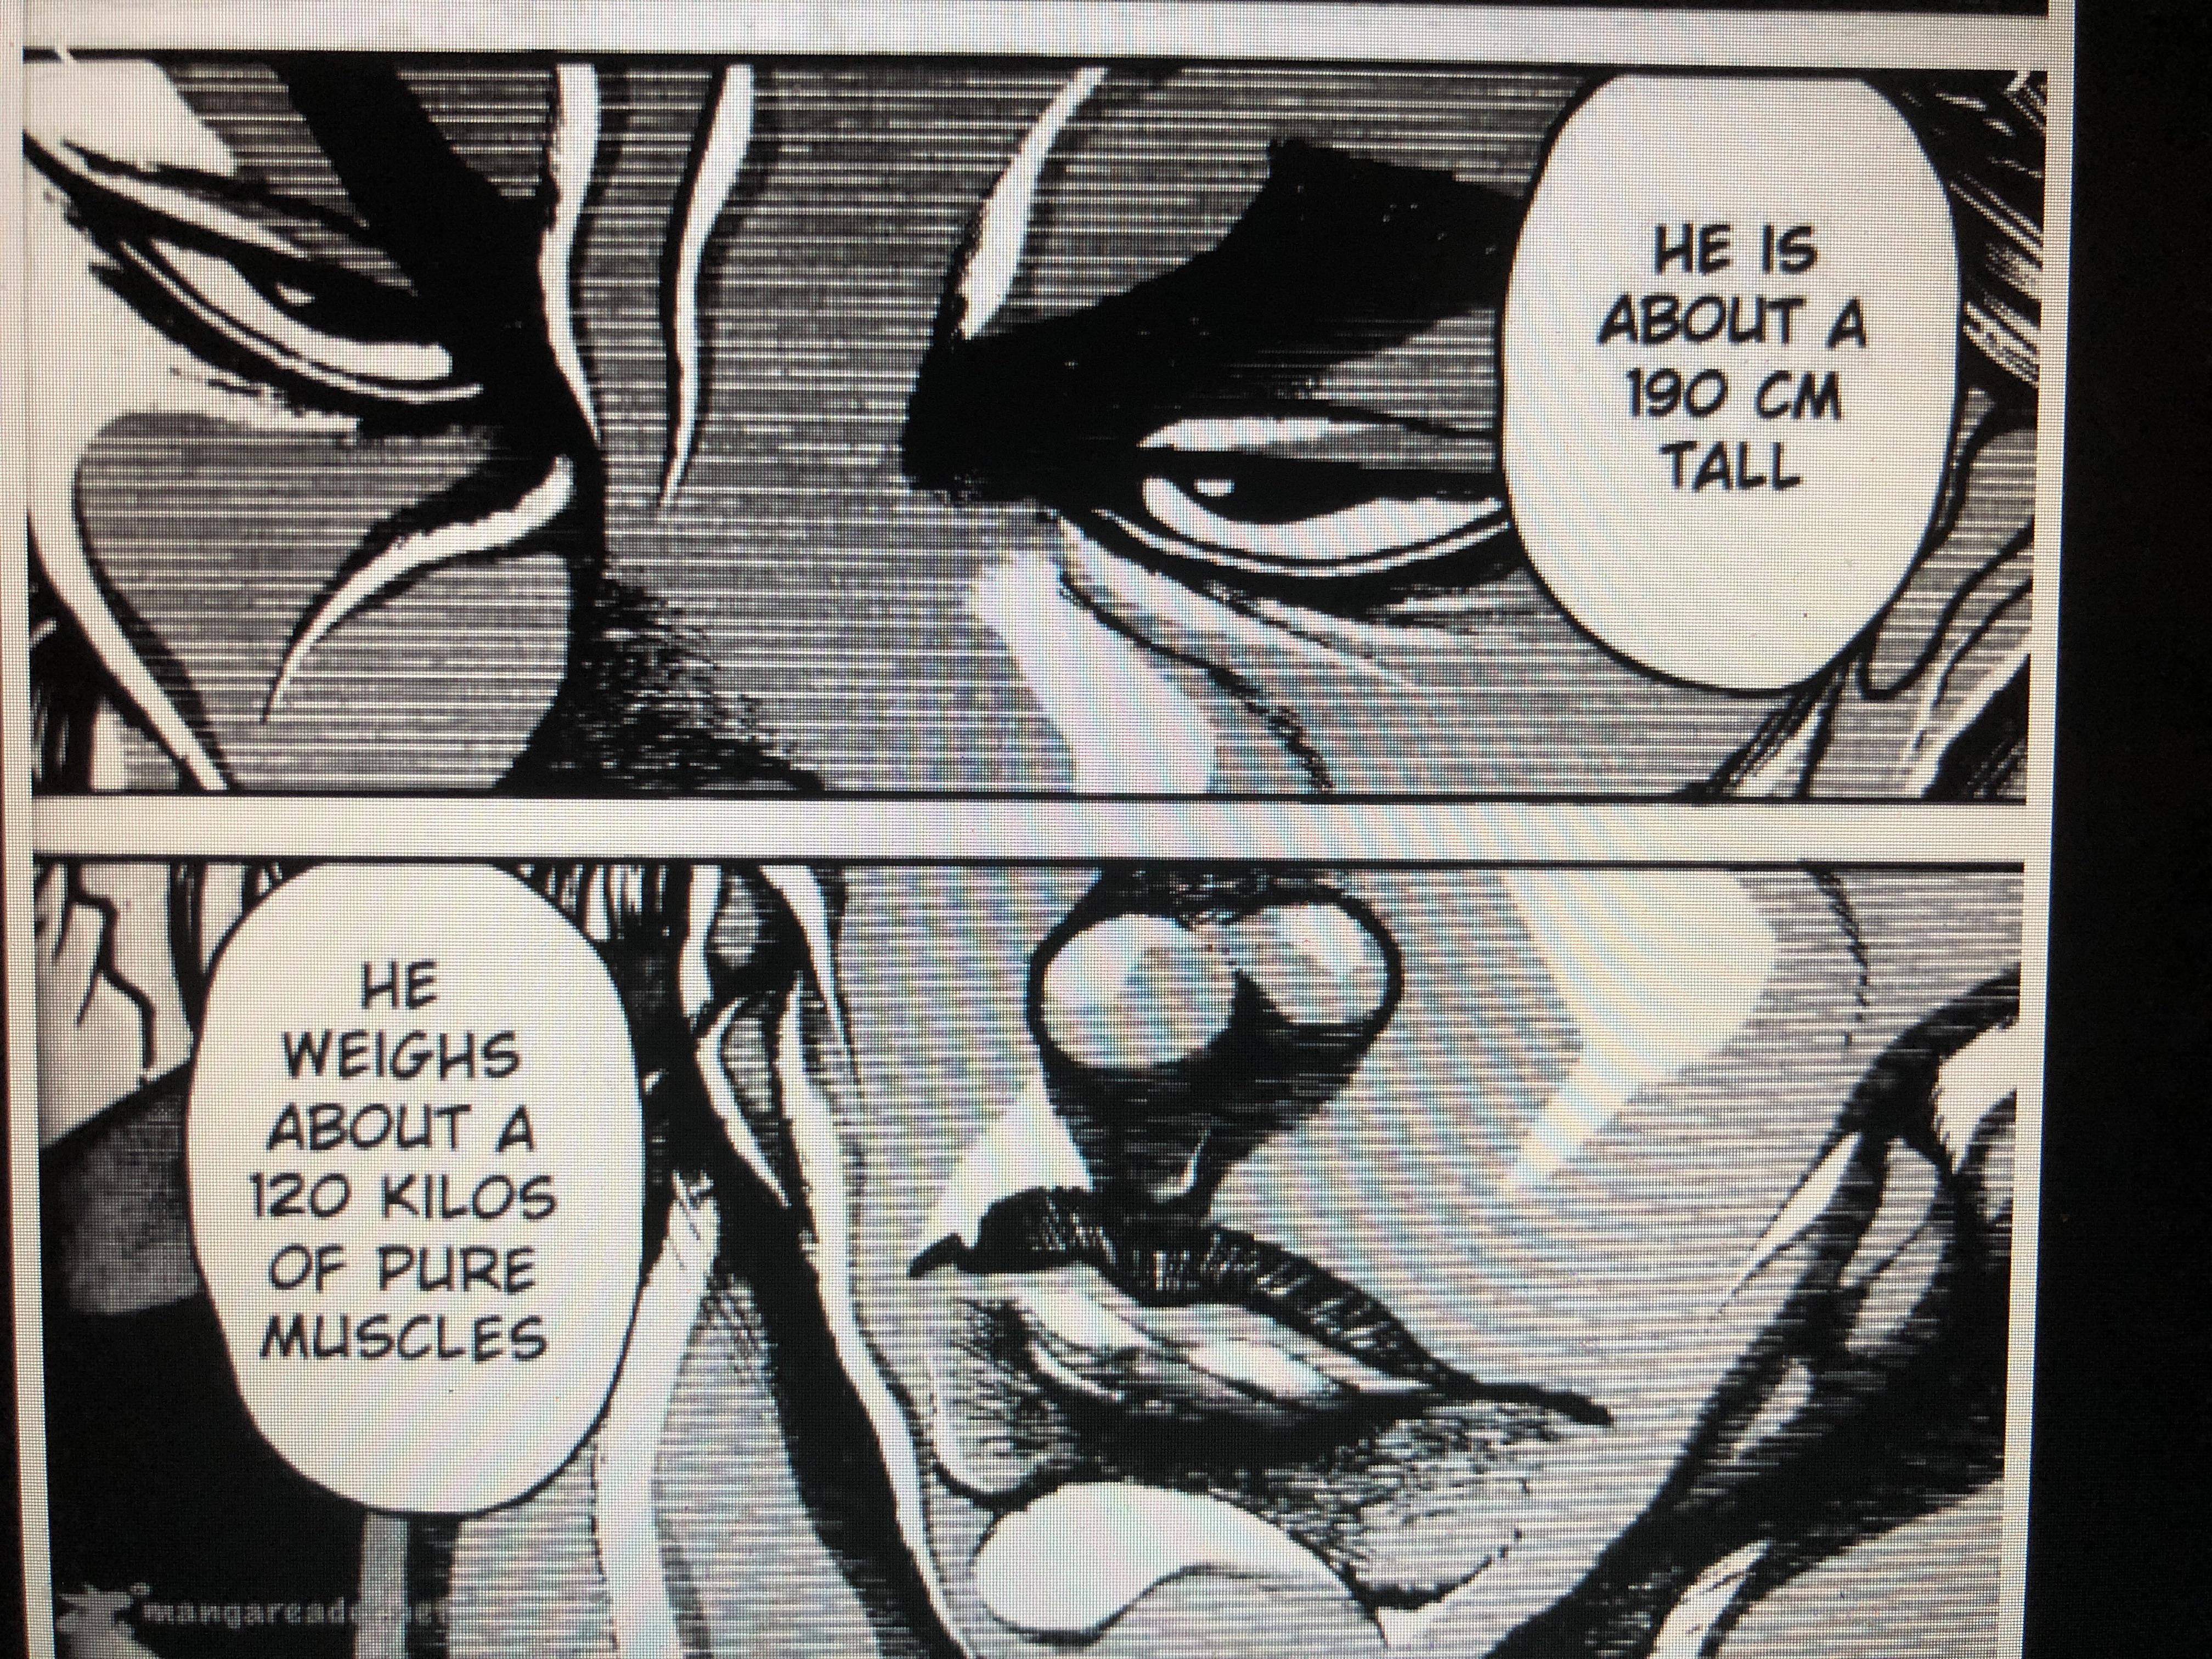 HE IS
ABOUT A
190 CM
TALL
HE
WEIGHS
ABOUT A
120 KILOS
OF PURE
MUSCLES